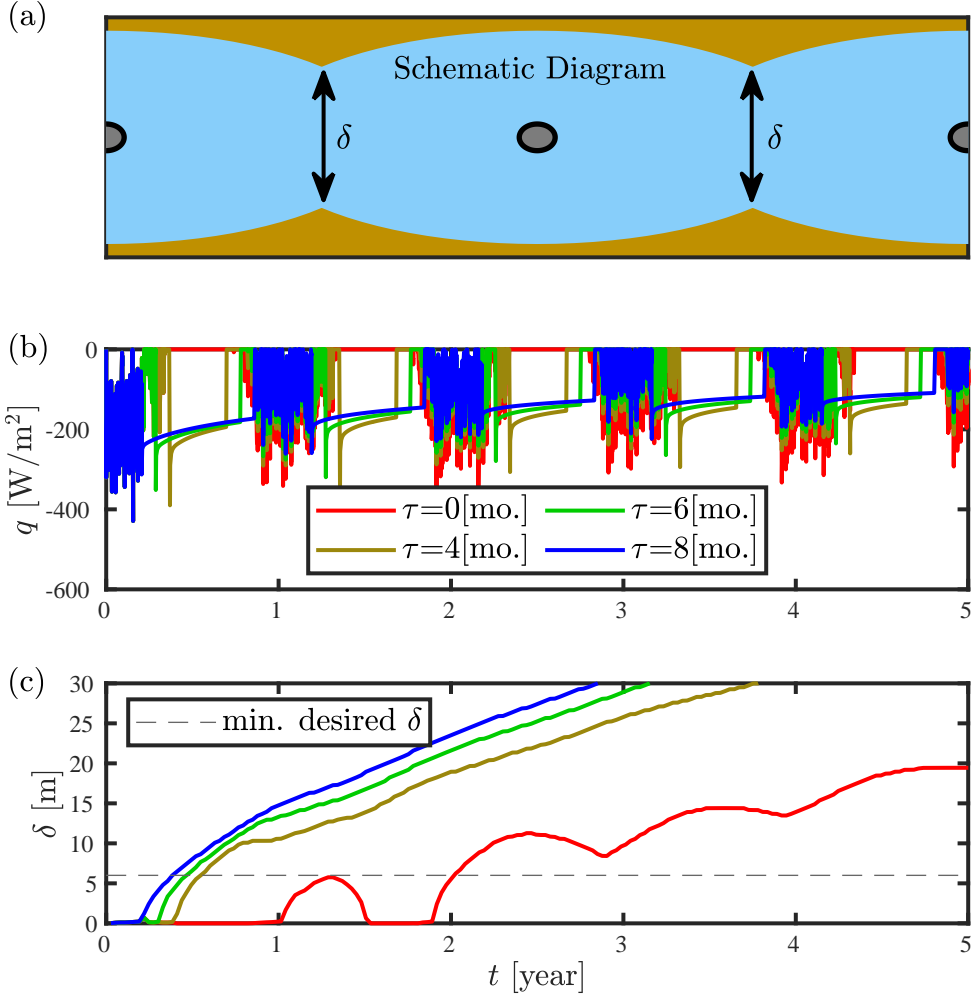 (a)
Schematic Diagram
δ δ
(b)
0
-200
-400
-600
q [W/m²]
τ=0[mo.] τ=6[mo.]
τ=4[mo.] τ=8[mo.]
0 1 2 3 4 5
(c)
30
25
20
15
10
5
0
δ [m]
min. desired δ
0 1 2 3 4 5
t [year]